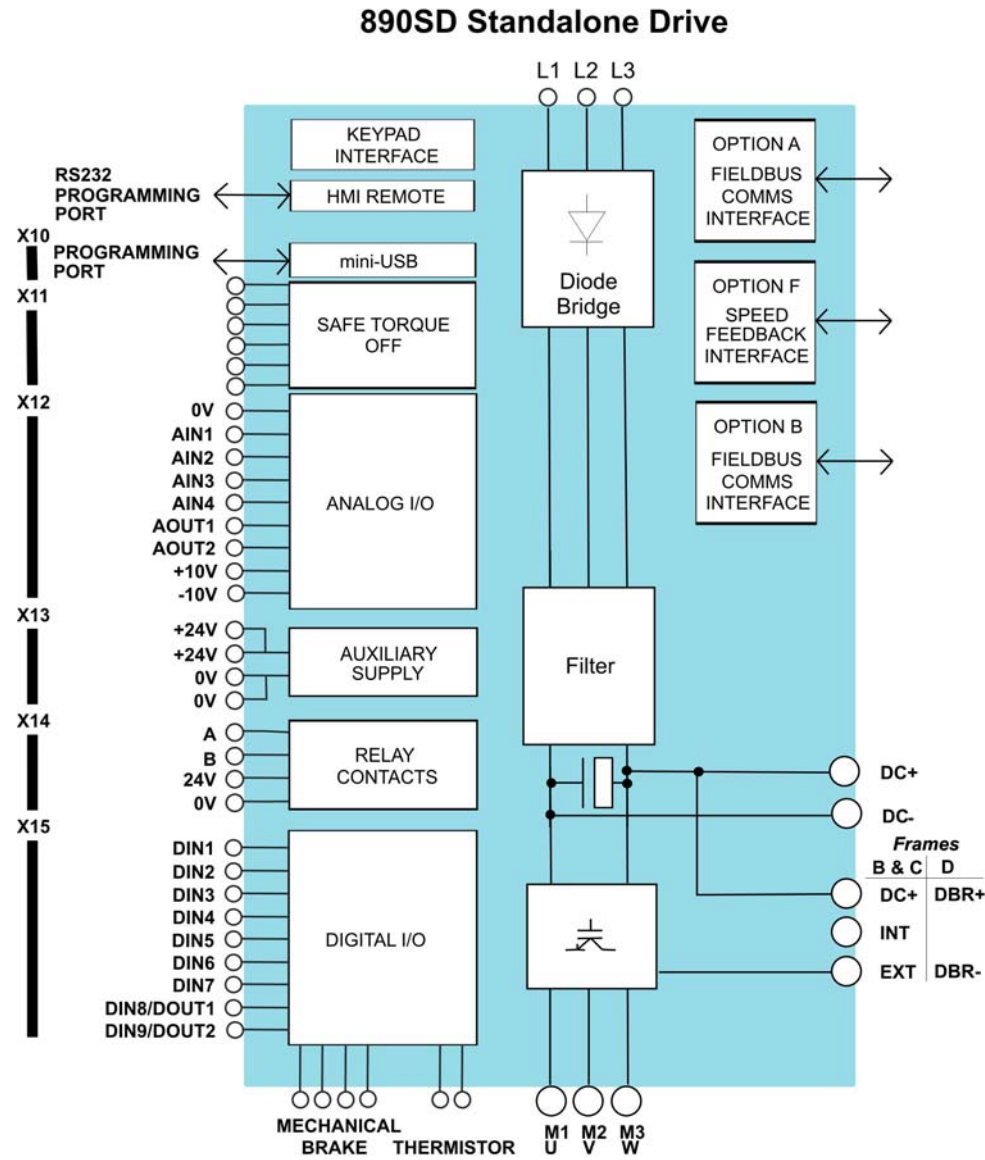 890SD Standalone Drive
L1 L2 L3
KEYPAD
INTERFACE
RS232
PROGRAMMING
PORT
HMI REMOTE
X10
PROGRAMMING
PORT
mini-USB
X11
SAFE TORQUE
OFF
X12
0V
AIN1
AIN2
AIN3
AIN4
AOUT1
AOUT2
+10V
-10V
ANALOG I/O
X13
+24V
+24V
0V
0V
AUXILIARY
SUPPLY
X14
A
B
24V
0V
RELAY
CONTACTS
X15
DIN1
DIN2
DIN3
DIN4
DIN5
DIN6
DIN7
DIN8/DOUT1
DIN9/DOUT2
DIGITAL I/O
MECHANICAL
BRAKE
THERMISTOR
Diode
Bridge
Filter
M1 M2 M3
U V W
OPTION A
FIELDBUS
COMMS
INTERFACE
OPTION F
SPEED
FEEDBACK
INTERFACE
OPTION B
FIELDBUS
COMMS
INTERFACE
DC+
DC-
Frames
B & C D
DC+ DBR+
INT
EXT DBR-